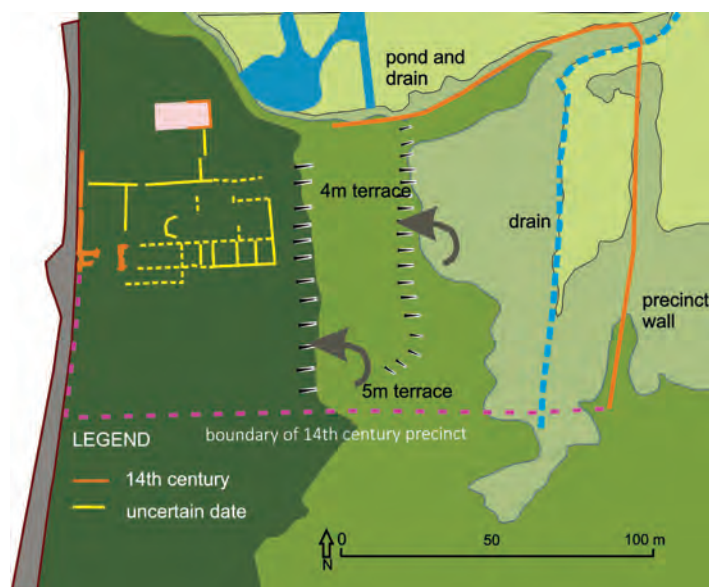 pond and
drain
4m terrace
drain
precinct
wall
5m terrace
boundary of 14th century precinct
LEGEND
14th century
uncertain date
0
50
100 m
N